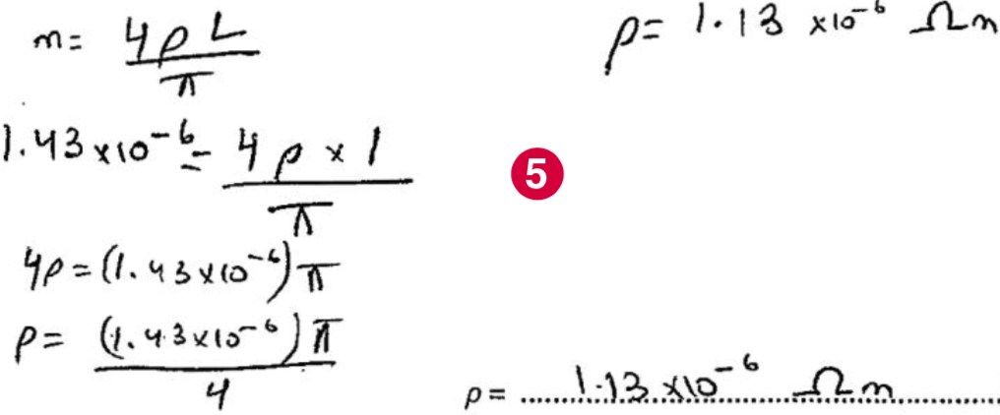 m = 4ρL / π
ρ = 1.13 ×10⁻⁶ Ωm
1.43 ×10⁻⁶ = 4ρ × 1 / π
5
4ρ = (1.43 ×10⁻⁶) π
ρ = (1.43 ×10⁻⁶) π / 4
ρ = 1.13 ×10⁻⁶ Ωm